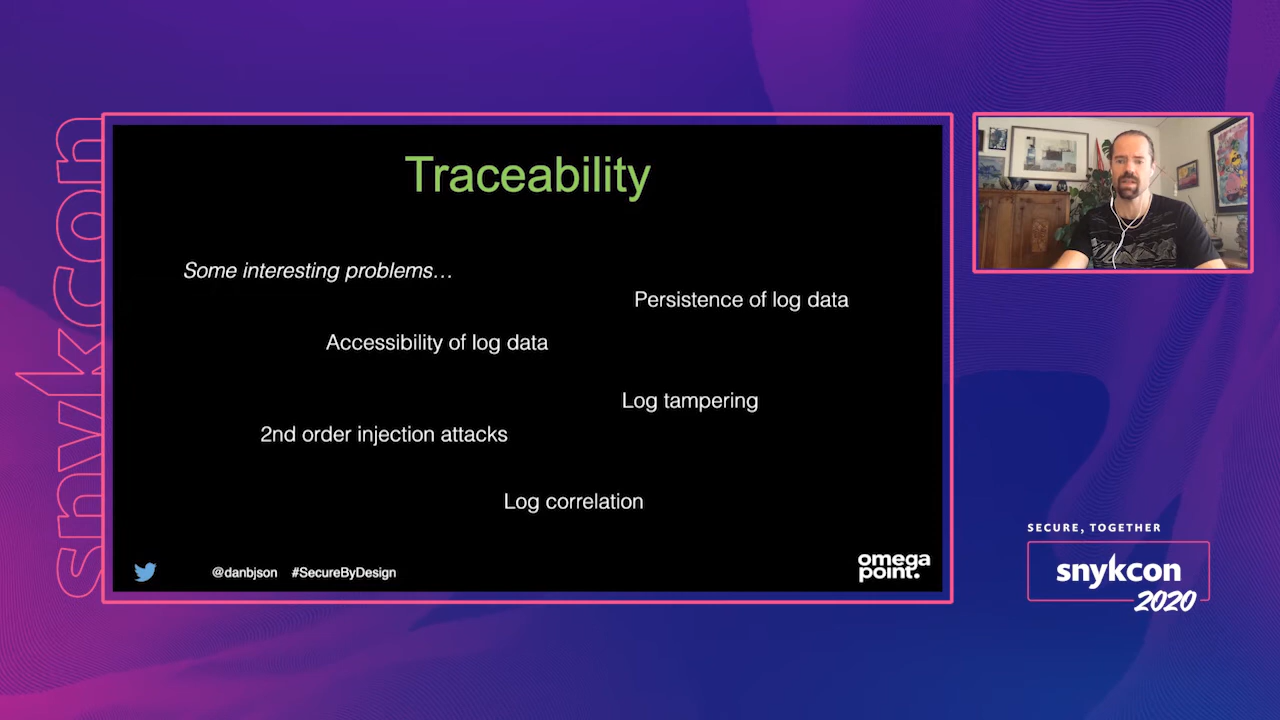 snykcon
Traceability
Some interesting problems…
Persistence of log data
Accessibility of log data
Log tampering
2nd order injection attacks
Log correlation
@danbjson #SecureByDesign
omega
point.
SECURE, TOGETHER
snykcon
2020